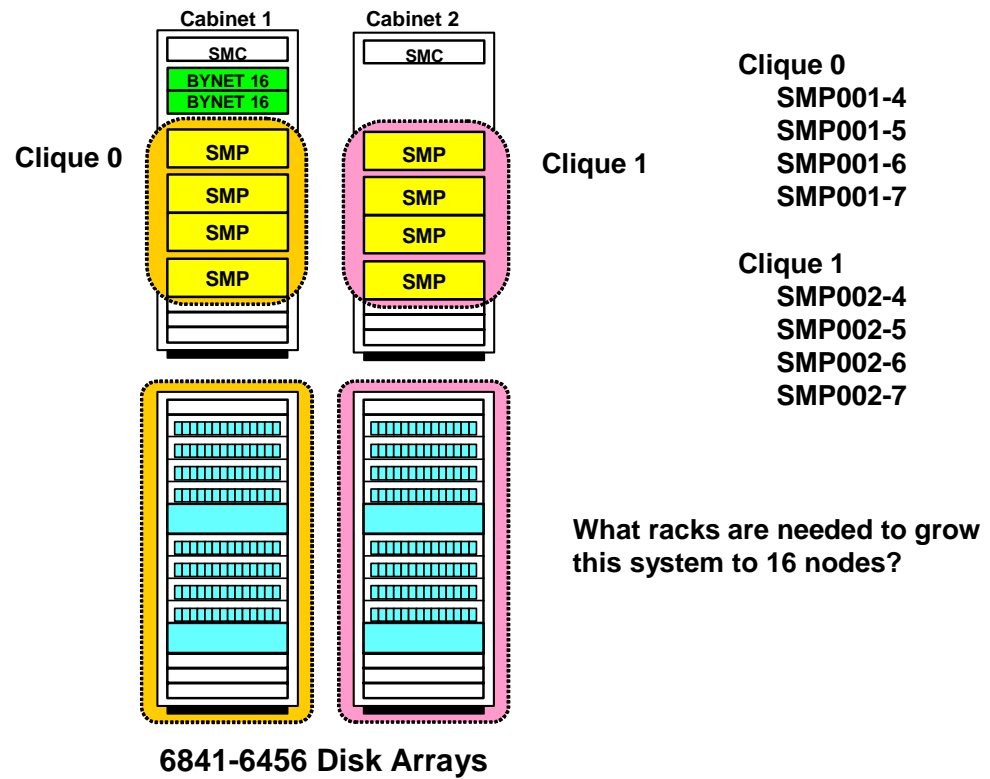 Cabinet 1
Cabinet 2
SMC
SMC
BYNET 16
BYNET 16
Clique 0
SMP
SMP
SMP
SMP
SMP
SMP
SMP
SMP
Clique 1
Clique 0
SMP001-4
SMP001-5
SMP001-6
SMP001-7
Clique 1
SMP002-4
SMP002-5
SMP002-6
SMP002-7
What racks are needed to grow
this system to 16 nodes?
6841-6456 Disk Arrays